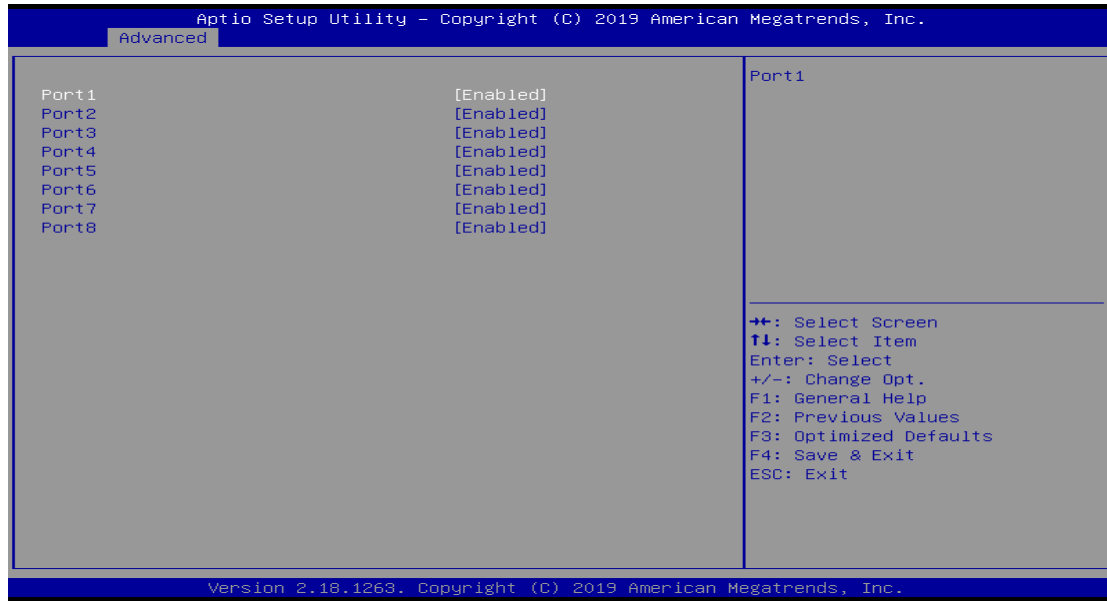 Aptio Setup Utility – Copyright (C) 2019 American Megatrends, Inc.
Advanced
Port1 [Enabled]
Port2 [Enabled]
Port3 [Enabled]
Port4 [Enabled]
Port5 [Enabled]
Port6 [Enabled]
Port7 [Enabled]
Port8 [Enabled]
Port1
→←: Select Screen
↑↓: Select Item
Enter: Select
+/-: Change Opt.
F1: General Help
F2: Previous Values
F3: Optimized Defaults
F4: Save & Exit
ESC: Exit
Version 2.18.1263. Copyright (C) 2019 American Megatrends, Inc.